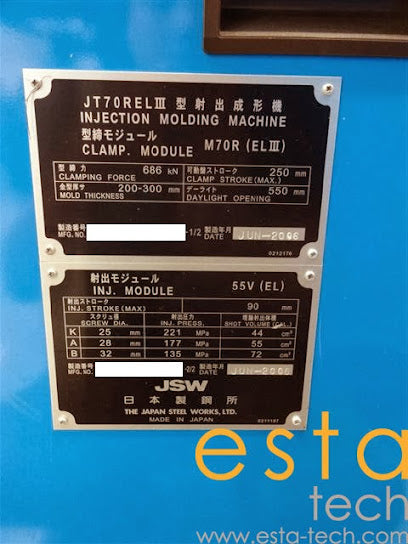 JT70RELⅢ 型射出成形機
INJECTION MOLDING MACHINE
型締モジュール
CLAMP. MODULE M70R (ELⅢ)
型締力 686 kN 可動盤ストローク 250 mm
CLAMPING FORCE CLAMP STROKE(MAX.)
金型厚サ 200-300 mm デーライト 550 mm
MOLD THICKNESS DAYLIGHT OPENING
製造番号 -1/2 製造年月 JUN-2006
MFG. NO. DATE
0212170
射出モジュール
INJ. MODULE 55V (EL)
射出ストローク 90 mm
INJ. STROKE(MAX)
スクリュ径 射出圧力 理論射出体積
SCREW DIA. INJ. PRESS. SHOT VOLUME (CAL.)
K 25 mm 221 MPa 44 cm³
A 28 mm 177 MPa 55 cm³
B 32 mm 135 MPa 72 cm³
製造番号 -2/2 製造年月 JUN-2006
MFG. NO. DATE
JSW
日本製鋼所
THE JAPAN STEEL WORKS, LTD.
MADE IN JAPAN
esta
tech
www.esta-tech.com